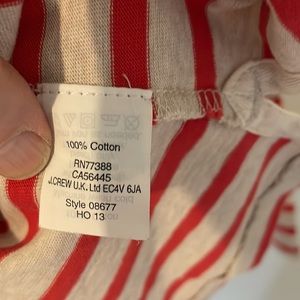 100% Cotton
RN77388
CA56445
J.CREW U.K. Ltd EC4V 6JA
Style 08677
HO 13